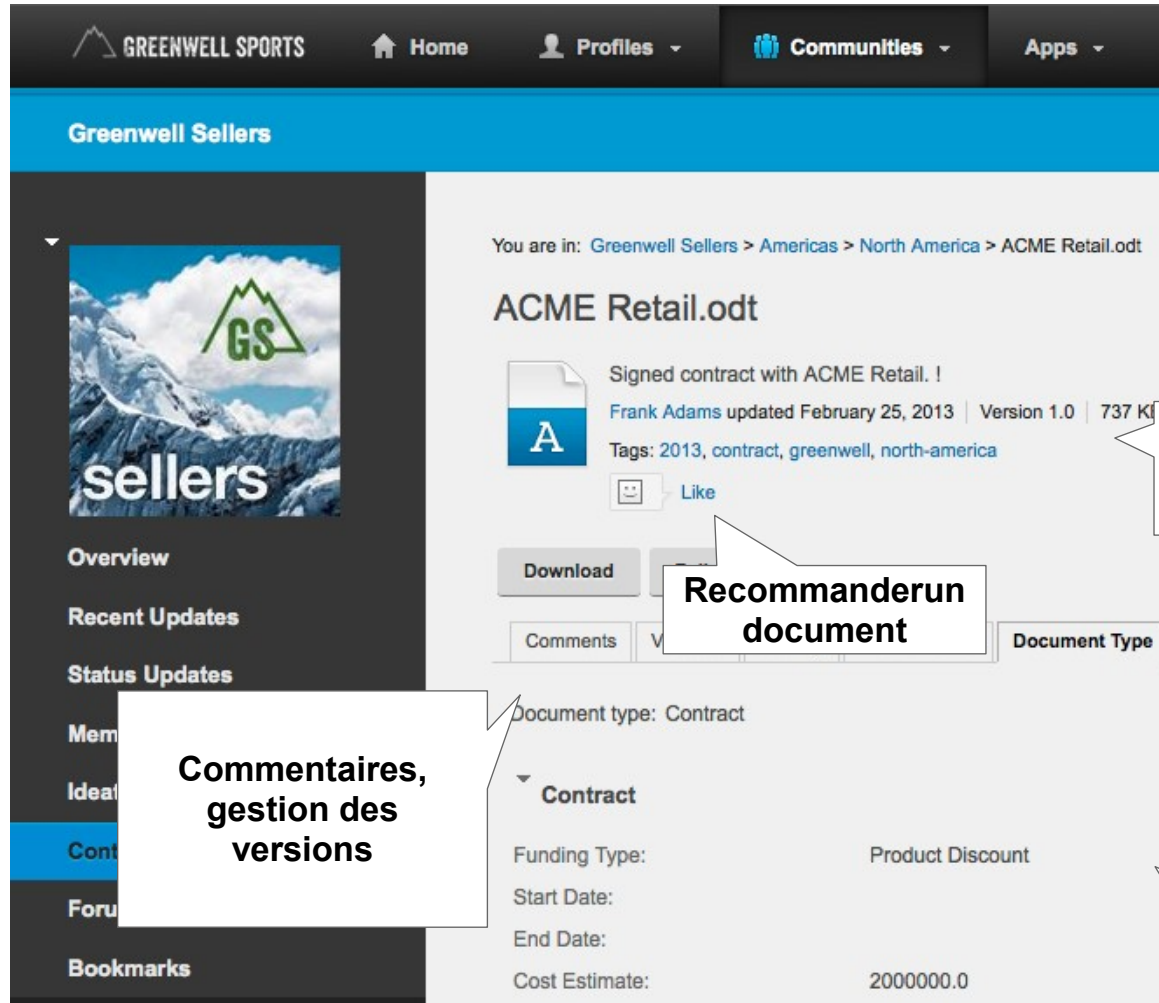 GREENWELL SPORTS Home Profiles Communities Apps
Greenwell Sellers
You are in: Greenwell Sellers > Americas > North America > ACME Retail.odt
ACME Retail.odt
GS
sellers
Signed contract with ACME Retail. !
Frank Adams updated February 25, 2013 Version 1.0 737
A
Tags: 2013, contract, greenwell, north-america
Like
Overview
Recent Updates
Status Updates
Download
Recommanderun
document
Comments Document Type
Document type: Contract
Commentaires,
gestion des
versions
Contract
Funding Type: Product Discount
Start Date:
End Date:
Cost Estimate: 2000000.0
Bookmarks